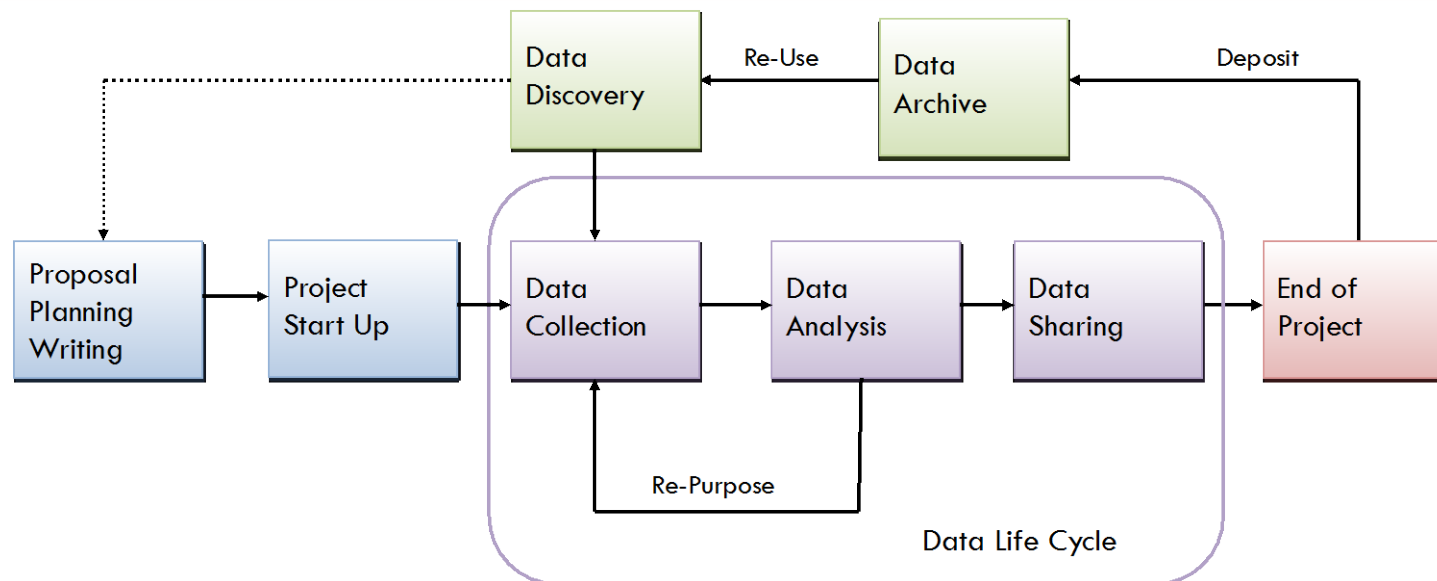 Data
Discovery
Re-Use
Data
Archive
Deposit
Proposal
Planning
Writing
Project
Start Up
Data
Collection
Data
Analysis
Data
Sharing
End of
Project
Re-Purpose
Data Life Cycle